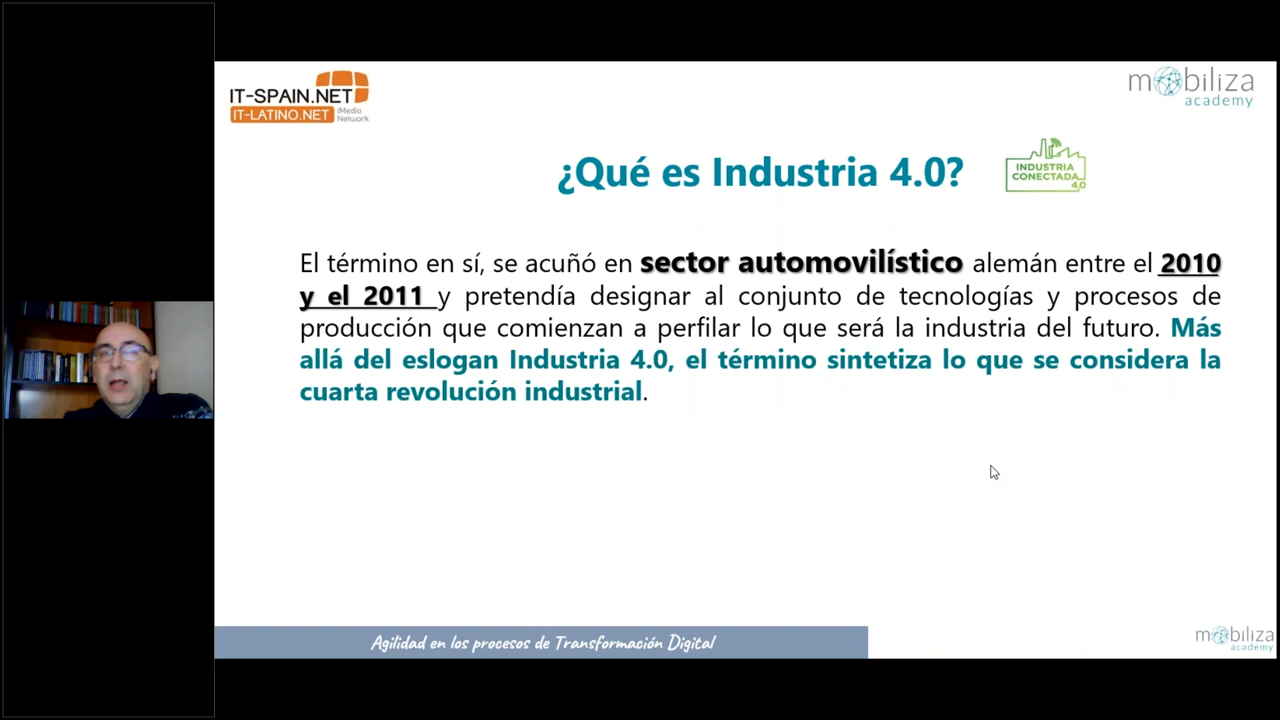 IT-SPAIN.NET
IT-LATINO.NET
iMedia
Network
mobiliza
academy
¿Qué es Industria 4.0?
INDUSTRIA
CONECTADA
4.0
El término en sí, se acuñó en sector automovilístico alemán entre el 2010
y el 2011 y pretendía designar al conjunto de tecnologías y procesos de
producción que comienzan a perfilar lo que será la industria del futuro. Más
allá del eslogan Industria 4.0, el término sintetiza lo que se considera la
cuarta revolución industrial.
Agilidad en los procesos de Transformación Digital
mobiliza
academy